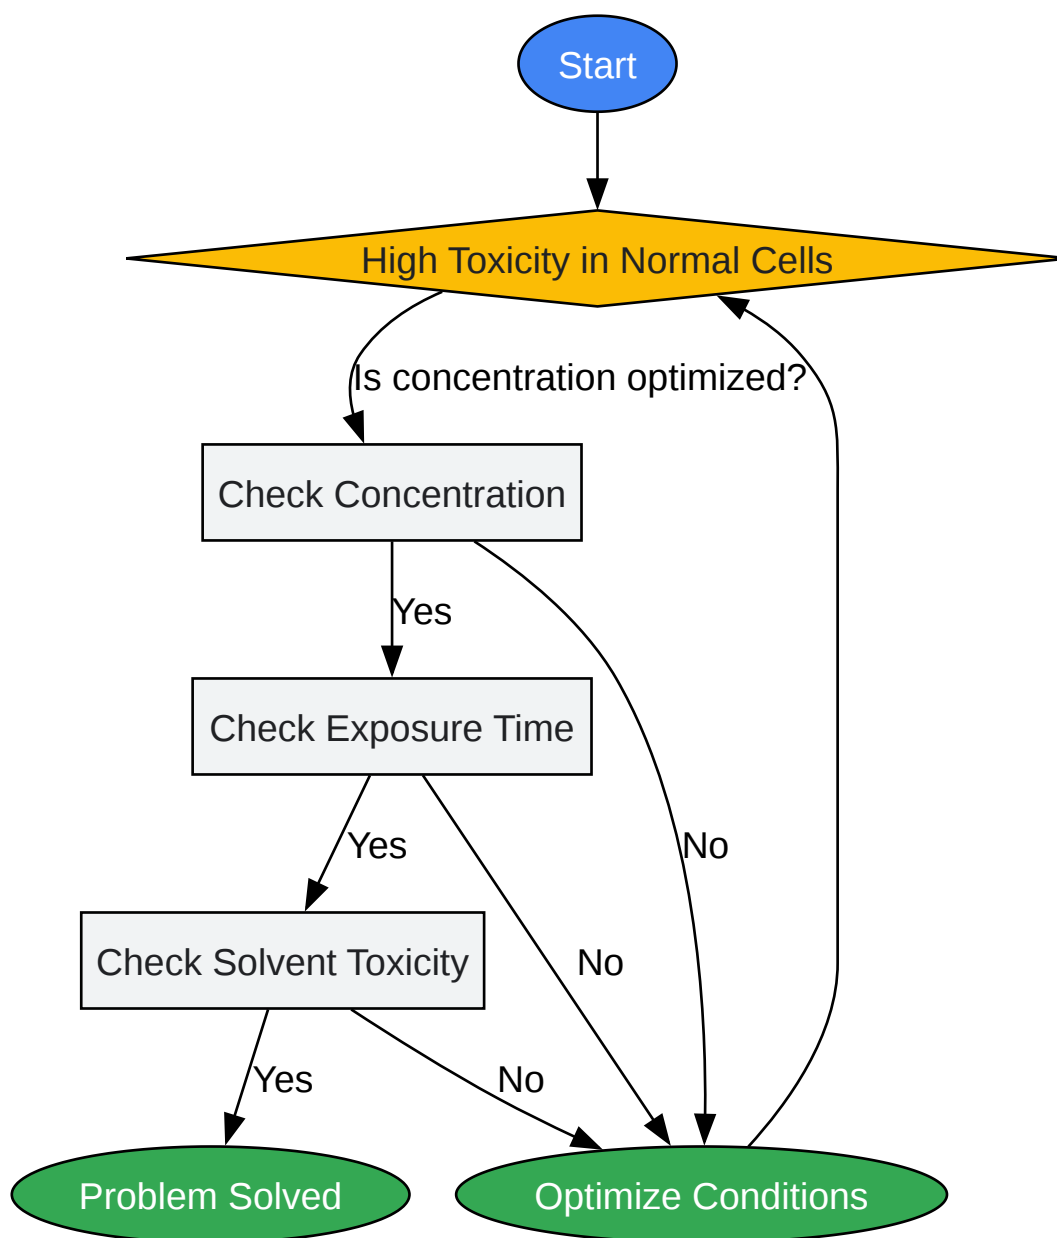 Start
High Toxicity in Normal Cells
Is concentration optimized?
Check Concentration
Yes
Check Exposure Time
Yes
No
Check Solvent Toxicity
No
Yes
No
Problem Solved
Optimize Conditions